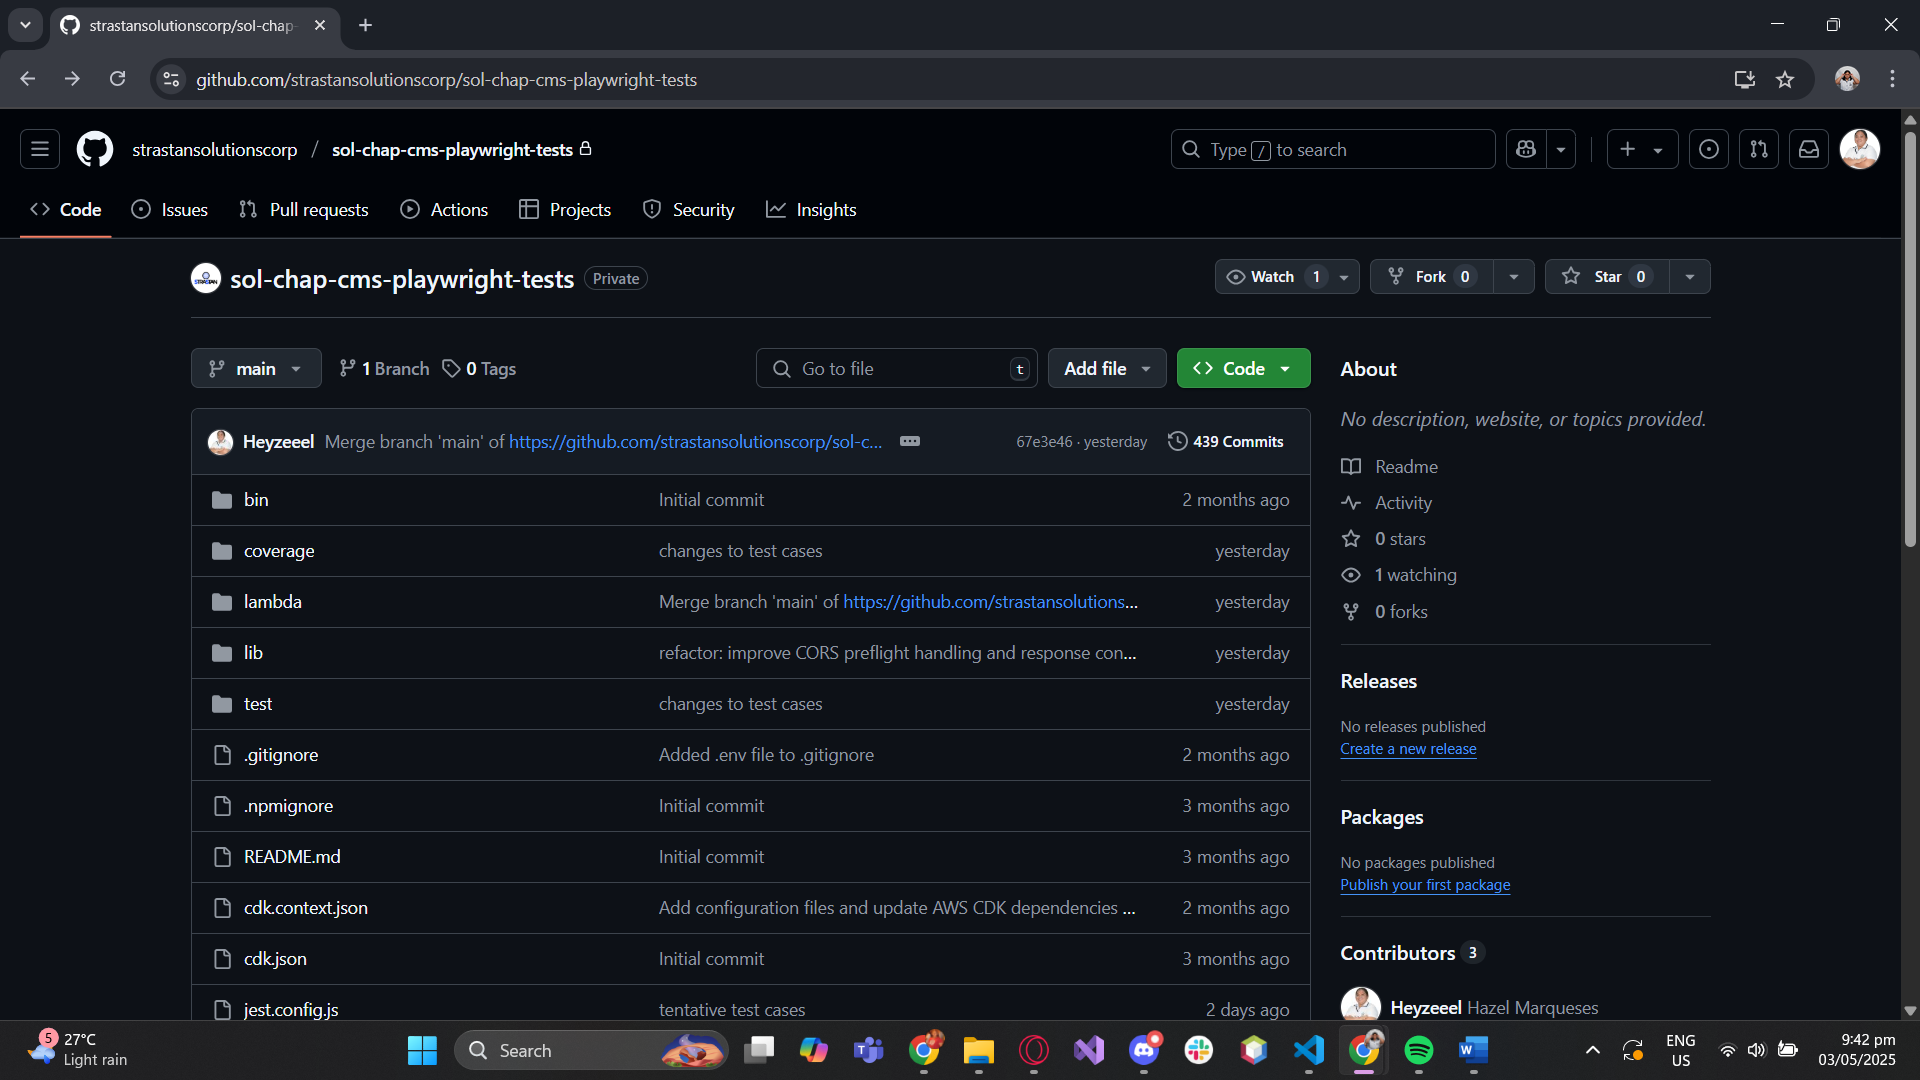 strastansolutionscorp/sol-chap-
github.com/strastansolutionscorp/sol-chap-cms-playwright-tests
strastansolutionscorp / sol-chap-cms-playwright-tests
Type / to search
Code
Issues
Pull requests
Actions
Projects
Security
Insights
sol-chap-cms-playwright-tests Private
Watch 1
Fork 0
Star 0
main
1 Branch
0 Tags
Go to file t
Add file
Code
Heyzeeel Merge branch 'main' of https://github.com/strastansolutionscorp/sol-c... 67e3e46 · yesterday 439 Commits
bin Initial commit 2 months ago
coverage changes to test cases yesterday
lambda Merge branch 'main' of https://github.com/strastansolutions... yesterday
lib refactor: improve CORS preflight handling and response con... yesterday
test changes to test cases yesterday
.gitignore Added .env file to .gitignore 2 months ago
.npmignore Initial commit 3 months ago
README.md Initial commit 3 months ago
cdk.context.json Add configuration files and update AWS CDK dependencies ... 2 months ago
cdk.json Initial commit 3 months ago
jest.config.js tentative test cases 2 days ago
About
No description, website, or topics provided.
Readme
Activity
0 stars
1 watching
0 forks
Releases
No releases published
Create a new release
Packages
No packages published
Publish your first package
Contributors 3
Heyzeeel Hazel Marqueses
5
27°C
Light rain
Search
ENG
US
9:42 pm
03/05/2025